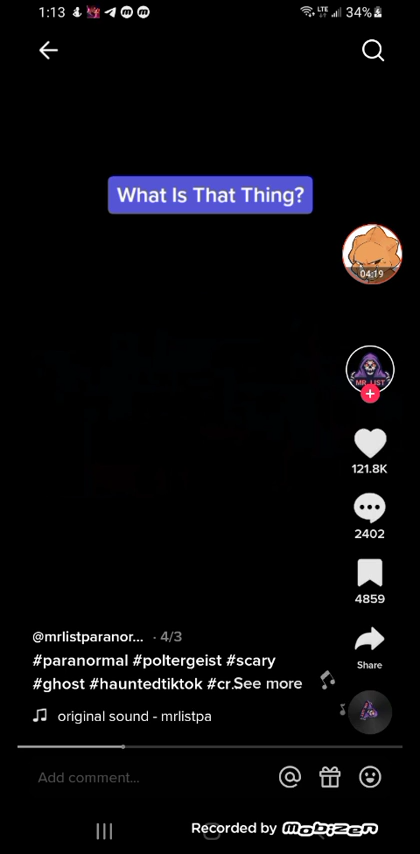 1:13 LTE 34%
What Is That Thing?
04:19
MR.LIST
121.8K
2402
4859
@mrlistparanor... · 4/3
#paranormal #poltergeist #scary
#ghost #hauntedtiktok #cr.See more
Share
original sound - mrlistpa
Add comment...
Recorded by mobizen